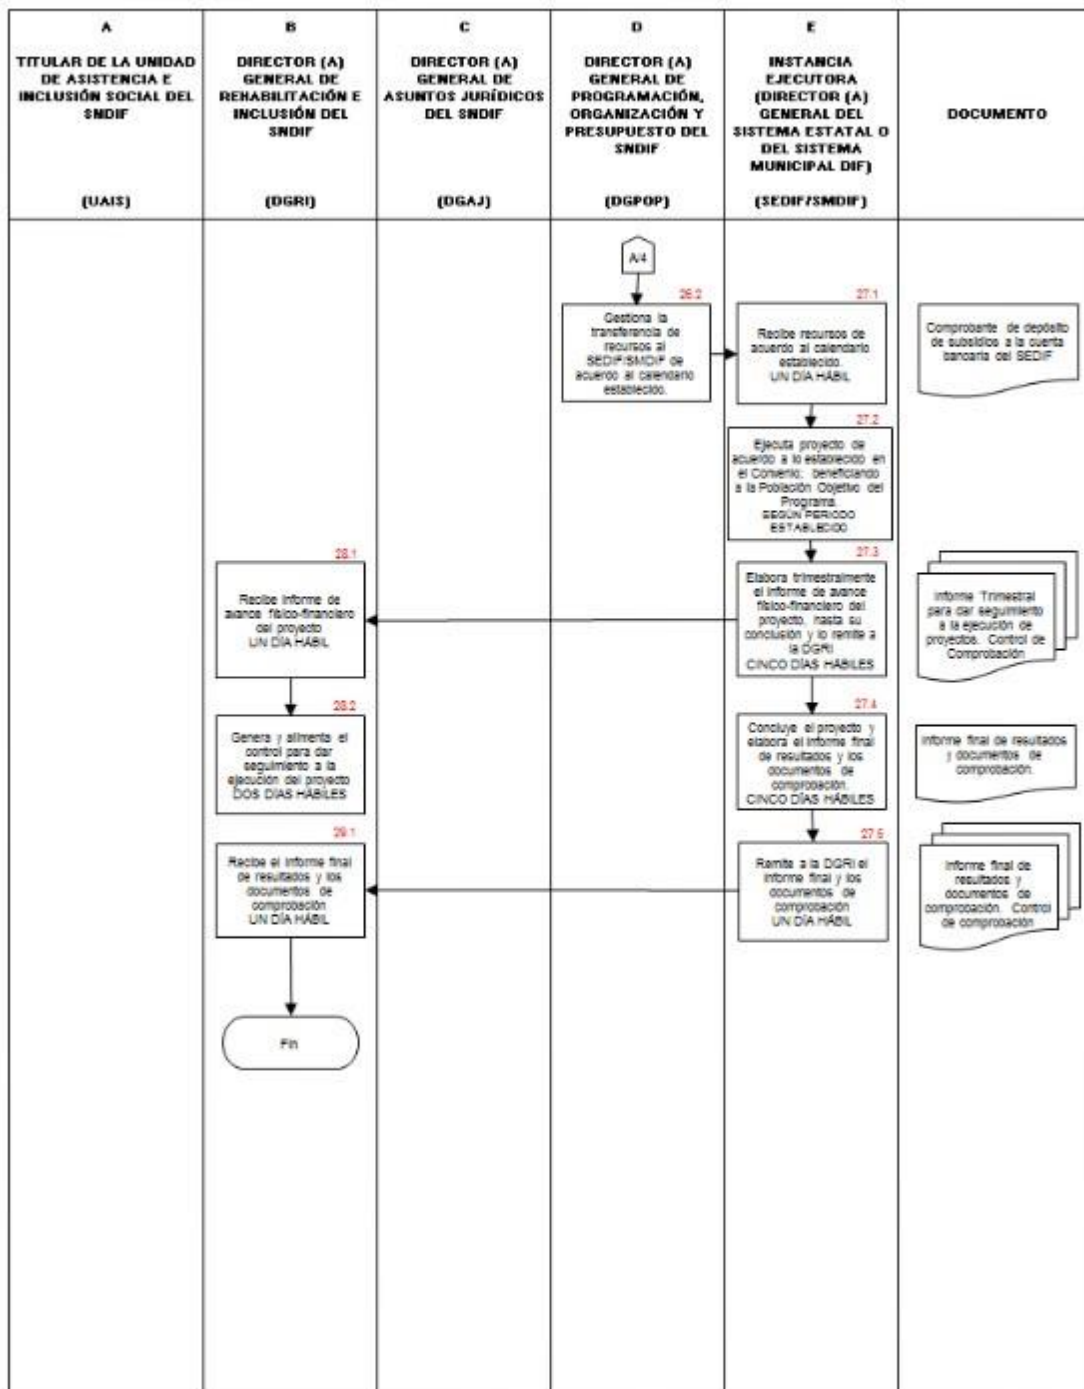 A
TITULAR DE LA UNIDAD
DE ASISTENCIA E
INCLUSIÓN SOCIAL DEL
SNDIF
(UAIS)
B
DIRECTOR (A)
GENERAL DE
REHABILITACIÓN E
INCLUSIÓN DEL
SNDIF
(DGRI)
C
DIRECTOR (A)
GENERAL DE
ASUNTOS JURÍDICOS
DEL SNDIF
(DGAJ)
D
DIRECTOR (A)
GENERAL DE
PROGRAMACIÓN,
ORGANIZACIÓN Y
PRESUPUESTO DEL
SNDIF
(DGPOP)
E
INSTANCIA
EJECUTORA
(DIRECTOR (A)
GENERAL DEL
SISTEMA ESTATAL O
DEL SISTEMA
MUNICIPAL DIF)
(SEDIF/SMDIF)
DOCUMENTO
A/4
26.2
Gestiona la
transferencia de
recursos al
SEDIF/SMDIF de
acuerdo al calendario
establecido.
27.1
Recibe recursos de
acuerdo al calendario
establecido.
UN DÍA HÁBIL
Comprobante de depósito
de subsidios a la cuenta
bancaria del SEDIF
27.2
Ejecuta proyecto de
acuerdo a lo establecido en
el Convenio; beneficiando
a la Población Objetivo del
Programa.
SEGÚN PERIODO
ESTABLECIDO
27.3
Elabora trimestralmente
el informe de avance
físico-financiero del
proyecto, hasta su
conclusión y lo remite a
la DGRI
CINCO DÍAS HÁBILES
Informe Trimestral
para dar seguimiento
a la ejecución de
proyectos. Control de
Comprobación
28.1
Recibe informe de
avance físico-financiero
del proyecto
UN DÍA HÁBIL
28.2
Genera y alimenta el
control para dar
seguimiento a la
ejecución del proyecto
DOS DÍAS HÁBILES
27.4
Concluye el proyecto y
elabora el informe final
de resultados y los
documentos de
comprobación.
CINCO DÍAS HÁBILES
Informe final de resultados
y documentos de
comprobación.
29.1
Recibe el informe final
de resultados y los
documentos de
comprobación
UN DÍA HÁBIL
27.5
Remite a la DGRI el
informe final y los
documentos de
comprobación
UN DÍA HÁBIL
Informe final de
resultados y
documentos de
comprobación. Control
de comprobación
Fin